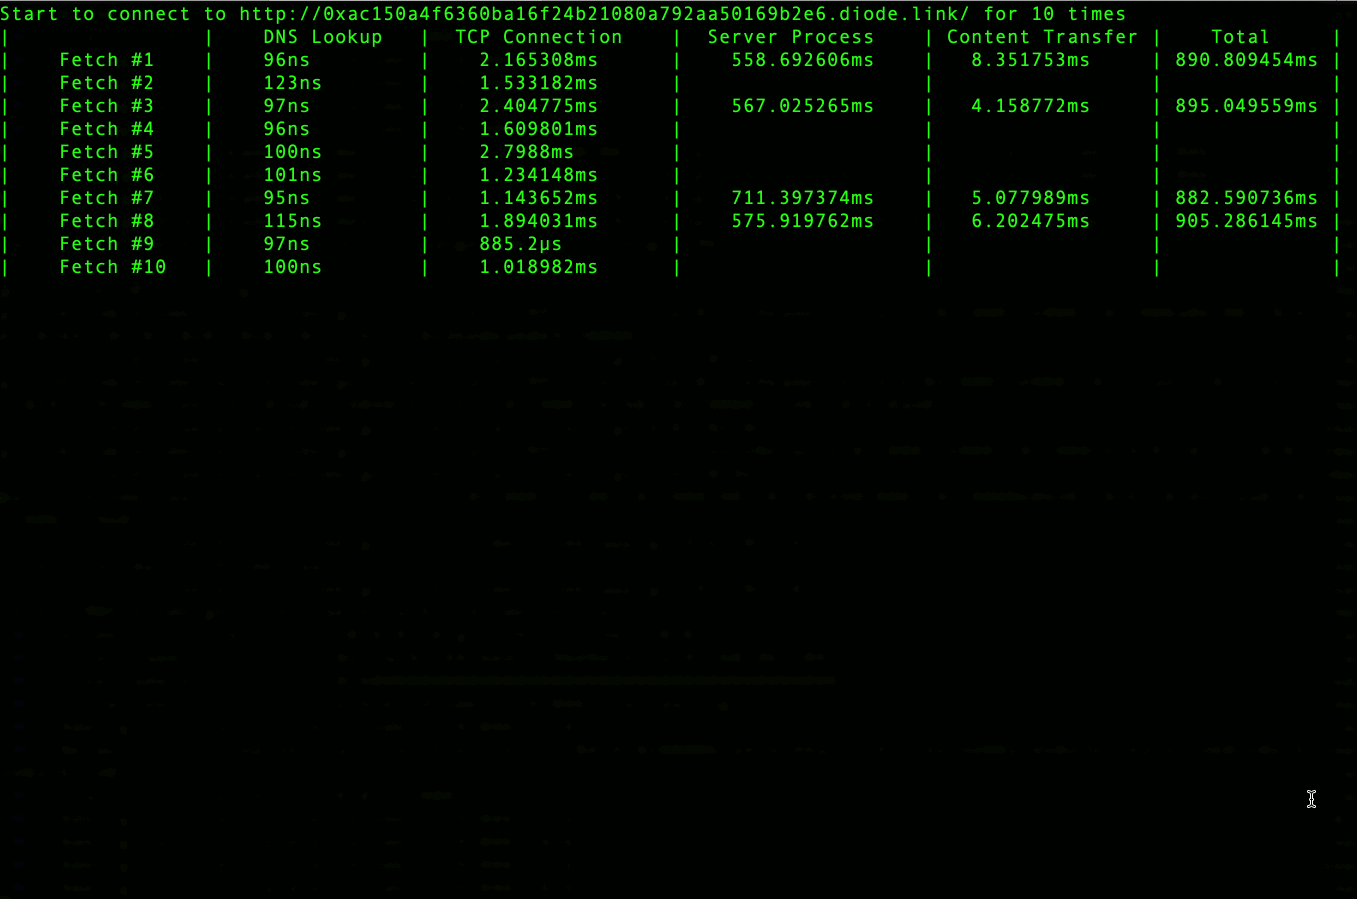 Start to connect to http://0xac150a4f6360ba16f24b21080a792aa50169b2e6.diode.link/ for 10 times
| | DNS Lookup | TCP Connection | Server Process | Content Transfer | Total |
| Fetch #1 | 96ns | 2.165308ms | 558.692606ms | 8.351753ms | 890.809454ms |
| Fetch #2 | 123ns | 1.533182ms | | | |
| Fetch #3 | 97ns | 2.404775ms | 567.025265ms | 4.158772ms | 895.049559ms |
| Fetch #4 | 96ns | 1.609801ms | | | |
| Fetch #5 | 100ns | 2.7988ms | | | |
| Fetch #6 | 101ns | 1.234148ms | | | |
| Fetch #7 | 95ns | 1.143652ms | 711.397374ms | 5.077989ms | 882.590736ms |
| Fetch #8 | 115ns | 1.894031ms | 575.919762ms | 6.202475ms | 905.286145ms |
| Fetch #9 | 97ns | 885.2µs | | | |
| Fetch #10 | 100ns | 1.018982ms | | | |